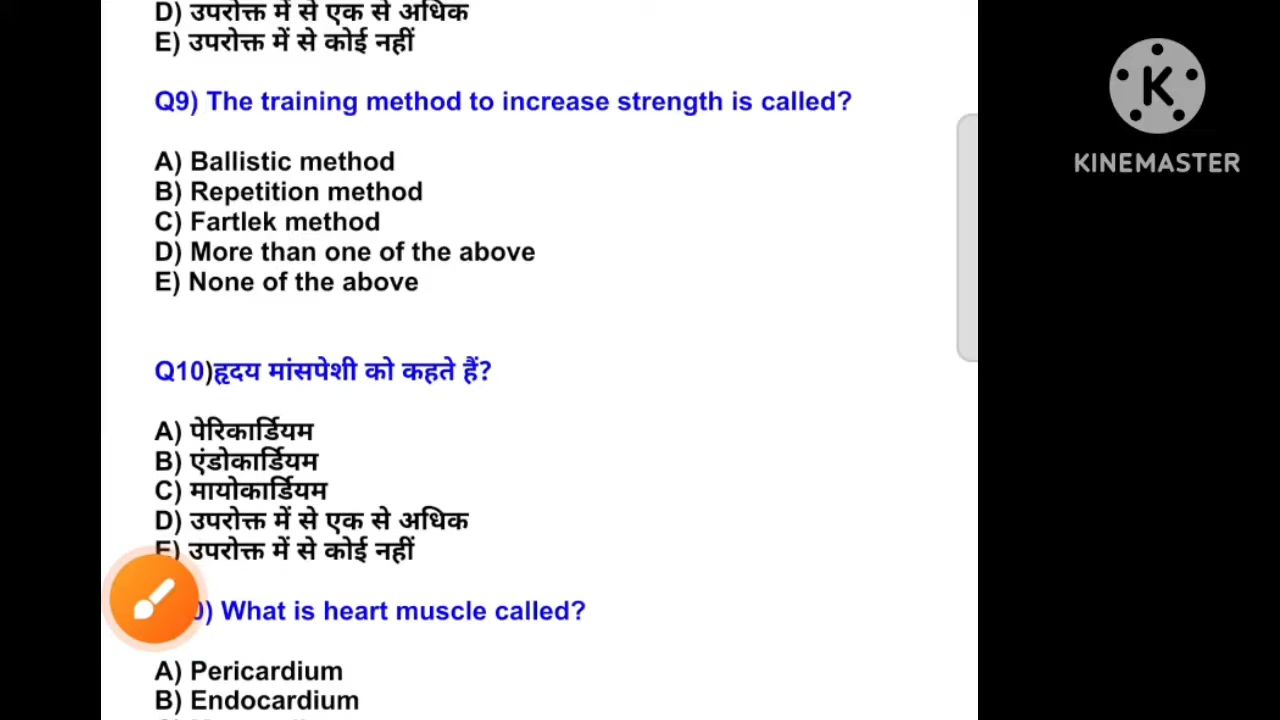 D) उपरोक्त में से एक से अधिक
E) उपरोक्त में से कोई नहीं
Q9) The training method to increase strength is called?
A) Ballistic method
B) Repetition method
C) Fartlek method
D) More than one of the above
E) None of the above
Q10)हृदय मांसपेशी को कहते हैं?
A) पेरिकार्डियम
B) एंडोकार्डियम
C) मायोकार्डियम
D) उपरोक्त में से एक से अधिक
E) उपरोक्त में से कोई नहीं
0) What is heart muscle called?
A) Pericardium
B) Endocardium
K
KINEMASTER